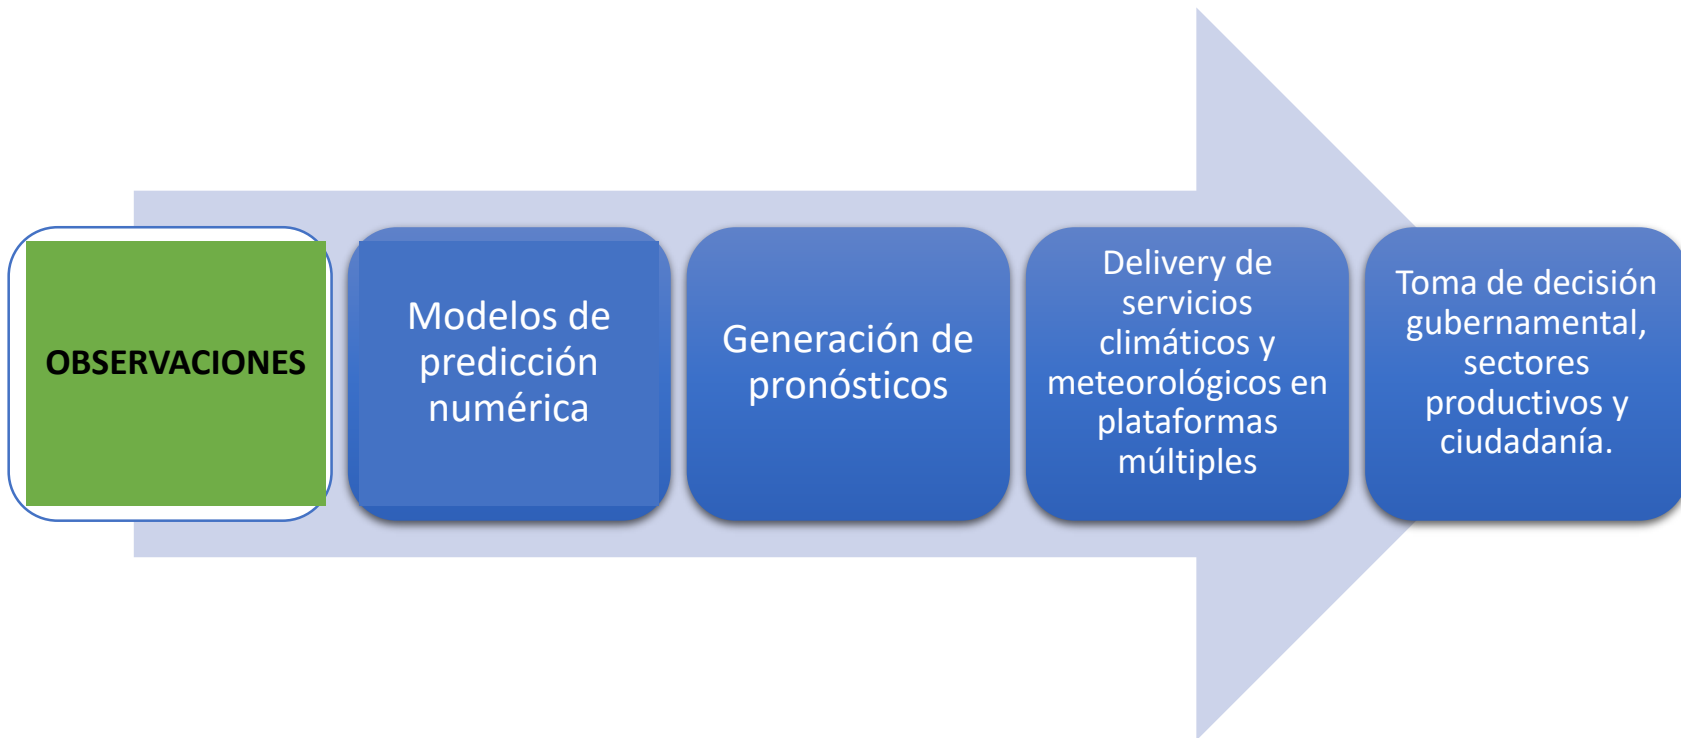 OBSERVACIONES
Modelos de
predicción
numérica
Generación de
pronósticos
Delivery de
servicios
climáticos y
meteorológicos en
plataformas
múltiples
Toma de decisión
gubernamental,
sectores
productivos y
ciudadanía.